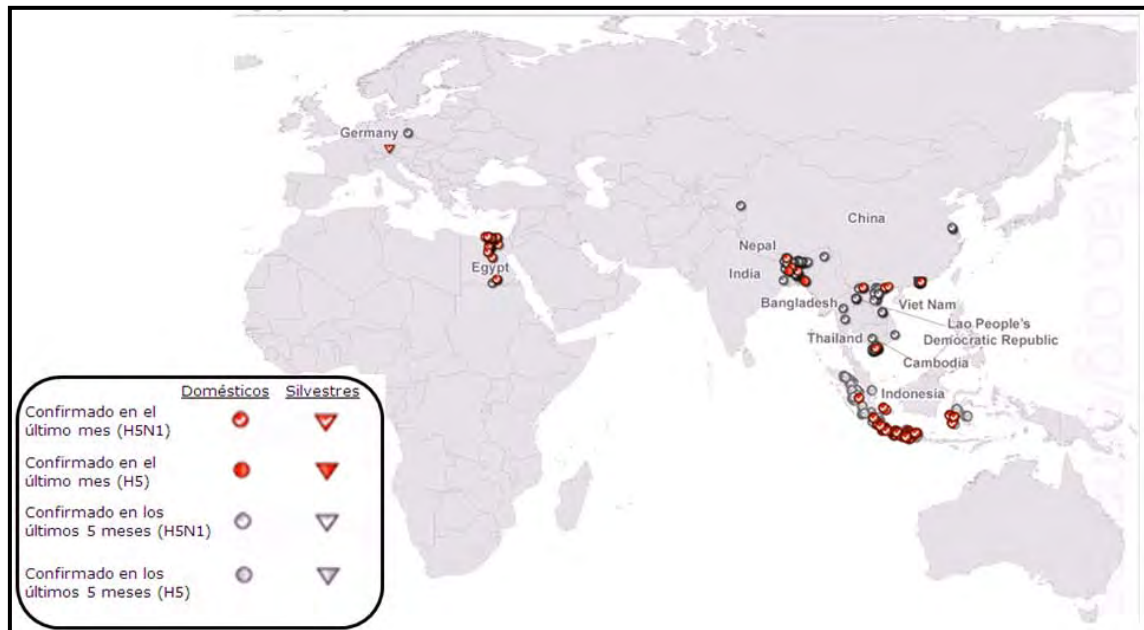 Germany
China
Nepal
Egypt
India
Bangladesh
Viet Nam
Lao People's
Thailand
Democratic Republic
Cambodia
Indonesia
Domésticos Silvestres
Confirmado en el
último mes (H5N1)
Confirmado en el
último mes (H5)
Confirmado en los
últimos 5 meses (H5N1)
Confirmado en los
últimos 5 meses (H5)